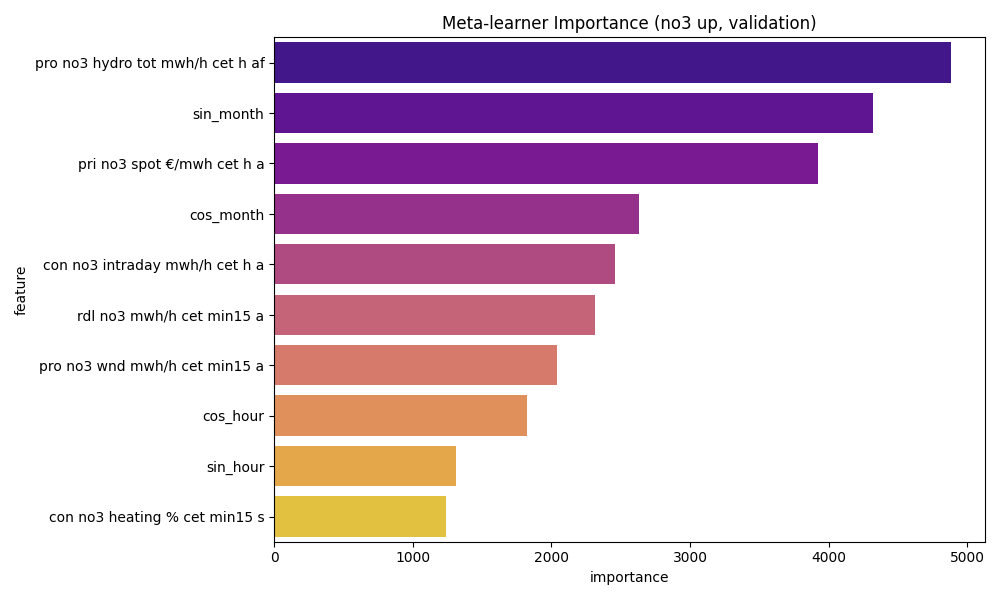 Meta-learner Importance (no3 up, validation)
feature
pro no3 hydro tot mwh/h cet h af
sin_month
pri no3 spot €/mwh cet h a
cos_month
con no3 intraday mwh/h cet h a
rdl no3 mwh/h cet min15 a
pro no3 wnd mwh/h cet min15 a
cos_hour
sin_hour
con no3 heating % cet min15 s
0 1000 2000 3000 4000 5000
importance